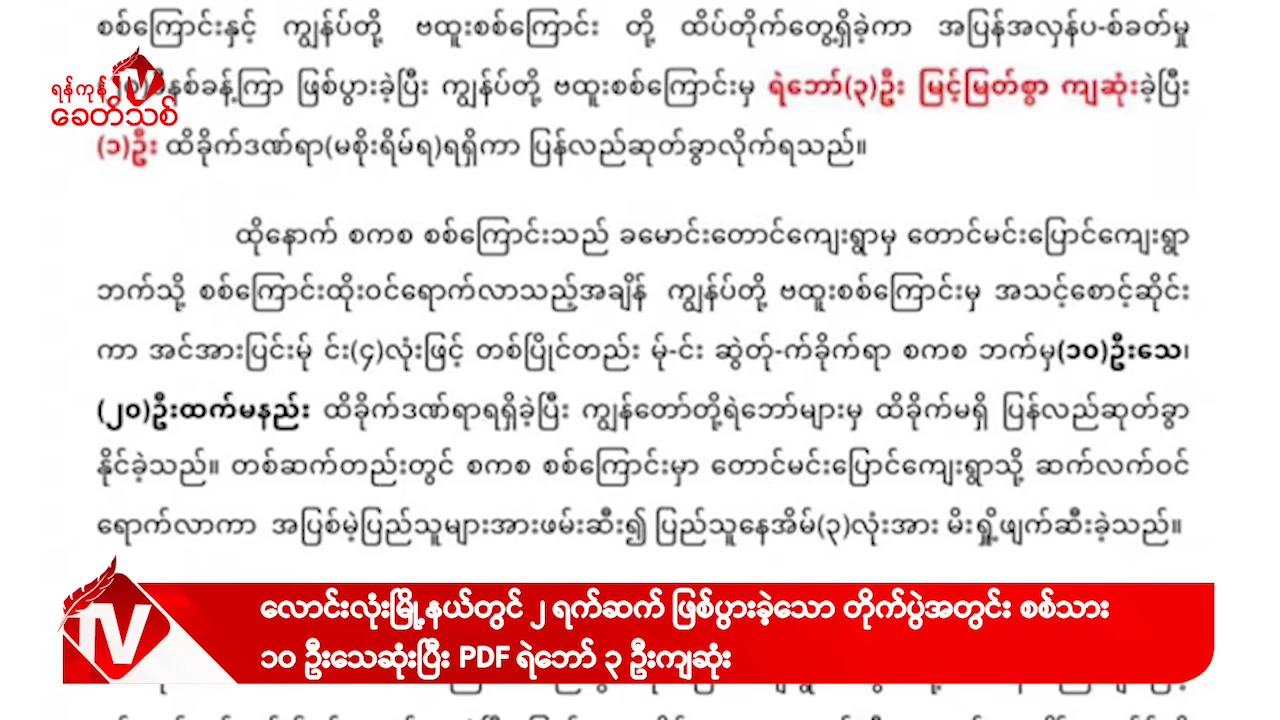 စစ်ကြောင်းနှင့် ကျွန်ပ်တို့ ဗထူးစစ်ကြောင်း တို့ ထိပ်တိုက်တွေ့ရှိခဲ့ကာ အပြန်အလှန်ပ-စ်ခတ်မှု
ရန်ကုန်
ခေတ်သစ်
TV
ခန့်ကြာ ဖြစ်ပွားခဲ့ပြီး ကျွန်ပ်တို့ ဗထူးစစ်ကြောင်းမှ ရဲဘော်(၃)ဦး မြင့်မြတ်စွာ ကျဆုံးခဲ့ပြီး
(၁)ဦး ထိခိုက်ဒဏ်ရာ(မစိုးရိမ်ရ)ရရှိကာ ပြန်လည်ဆုတ်ခွာလိုက်ရသည်။
ထို့နောက် စကစ စစ်ကြောင်းသည် ခမောင်းတောင်ကျေးရွာမှ တောင်မင်းပြောင်ကျေးရွာ
ဘက်သို့ စစ်ကြောင်းထိုးဝင်ရောက်လာသည့်အချိန် ကျွန်ပ်တို့ ဗထူးစစ်ကြောင်းမှ အသင့်စောင့်ဆိုင်း
ကာ အင်အားပြင်းမိုင်း(၄)လုံးဖြင့် တစ်ပြိုင်တည်း မို-င်း ဆွဲတို-က်ခိုက်ရာ စကစ ဘက်မှ(၁၀)ဦးသေ၊
(၂၀)ဦးထက်မနည်း ထိခိုက်ဒဏ်ရာရရှိခဲ့ပြီး ကျွန်တော်တို့ရဲဘော်များမှ ထိခိုက်မရှိ ပြန်လည်ဆုတ်ခွာ
နိုင်ခဲ့သည်။ တစ်ဆက်တည်းတွင် စကစ စစ်ကြောင်းမှာ တောင်မင်းပြောင်ကျေးရွာသို့ ဆက်လက်ဝင်
ရောက်လာကာ အပြစ်မဲ့ပြည်သူများအားဖမ်းဆီး၍ ပြည်သူနေအိမ်(၃)လုံးအား မီးရှို့ဖျက်ဆီးခဲ့သည်။
TV
လောင်းလုံးမြို့နယ်တွင် ၂ ရက်ဆက် ဖြစ်ပွားခဲ့သော တိုက်ပွဲအတွင်း စစ်သား
၁၀ ဦးသေဆုံးပြီး PDF ရဲဘော် ၃ ဦးကျဆုံး